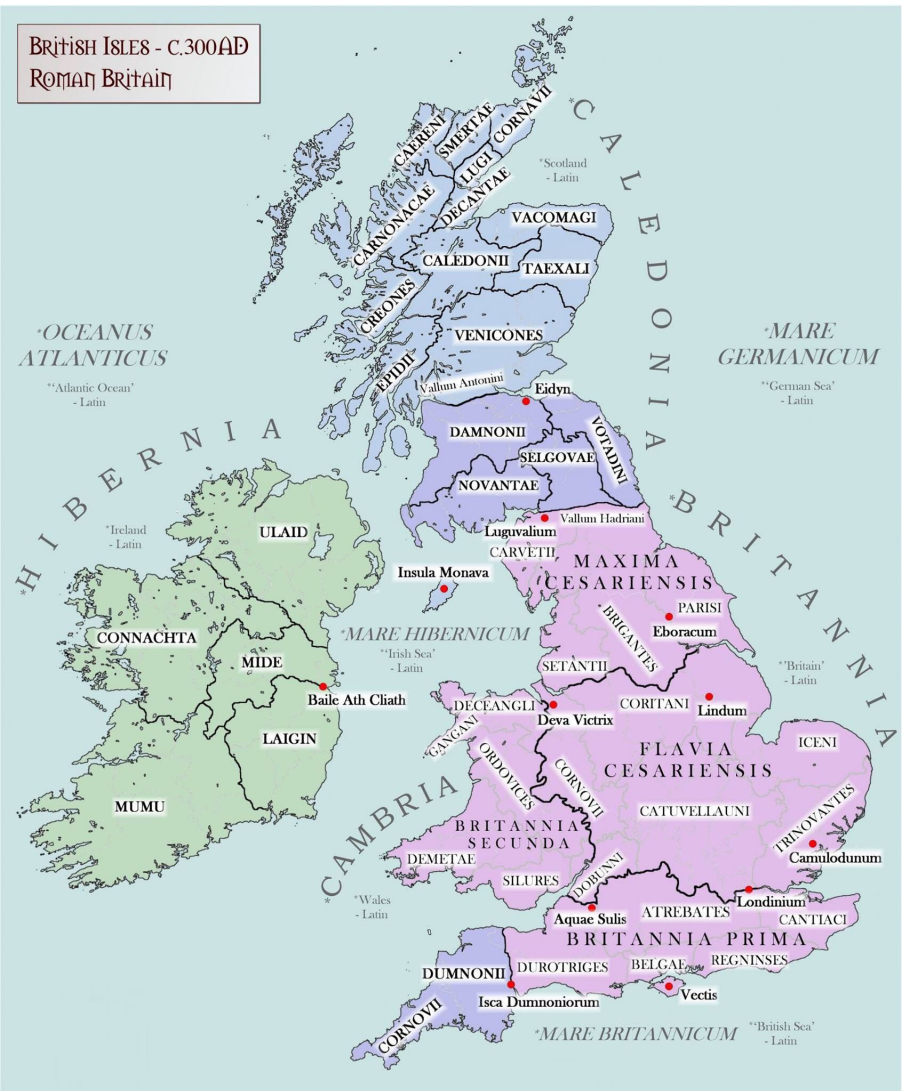 British Isles - c.300AD
Roman Britain
CALEDONIA
*Scotland
- Latin
CAERENI
SMERTAE
CORNAVII
LUGI
DECANTAE
CARNONACAE
VACOMAGI
CALEDONII
TAEXALI
CREONES
VENICONES
EPIDII
*OCEANUS
ATLANTICUS
*'Atlantic Ocean'
- Latin
*MARE
GERMANICUM
*'German Sea'
- Latin
Vallum Antonini
Eidyn
DAMNONII
VOTADINI
SELGOVAE
NOVANTAE
*HIBERNIA
*Ireland
- Latin
ULAID
CONNACHTA
MIDE
Baile Ath Cliath
LAIGIN
MUMU
*BRITANNIA
*'Britain'
- Latin
Vallum Hadriani
Luguvalium
CARVETII
Insula Monava
*MARE HIBERNICUM
*'Irish Sea'
- Latin
MAXIMA
CESARIENSIS
PARISI
Eboracum
BRIGANTES
SETANTII
DECEANGLI
Deva Victrix
CORITANI
Lindum
GANGANI
ORDOVICES
CORNOVII
FLAVIA
CESARIENSIS
ICENI
CATUVELLAUNI
TRINOVANTES
Camulodunum
*CAMBRIA
*Wales
- Latin
BRITANNIA
SECUNDA
DEMETAE
SILURES
DOBUNNI
Londinium
Aquae Sulis
ATREBATES
CANTIACI
BRITANNIA PRIMA
DUMNONII
DUROTRIGES
BELGAE
REGNINSES
Isca Dumnoniorum
Vectis
CORNOVII
*MARE BRITANNICUM
*'British Sea'
- Latin